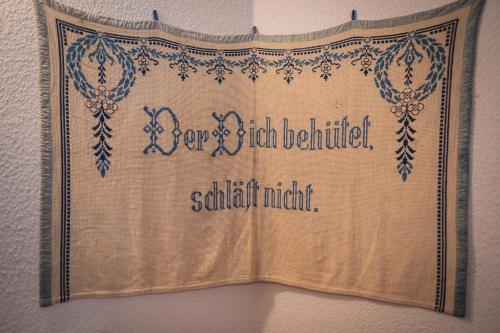 Der Dich behütet,
schläft nicht.